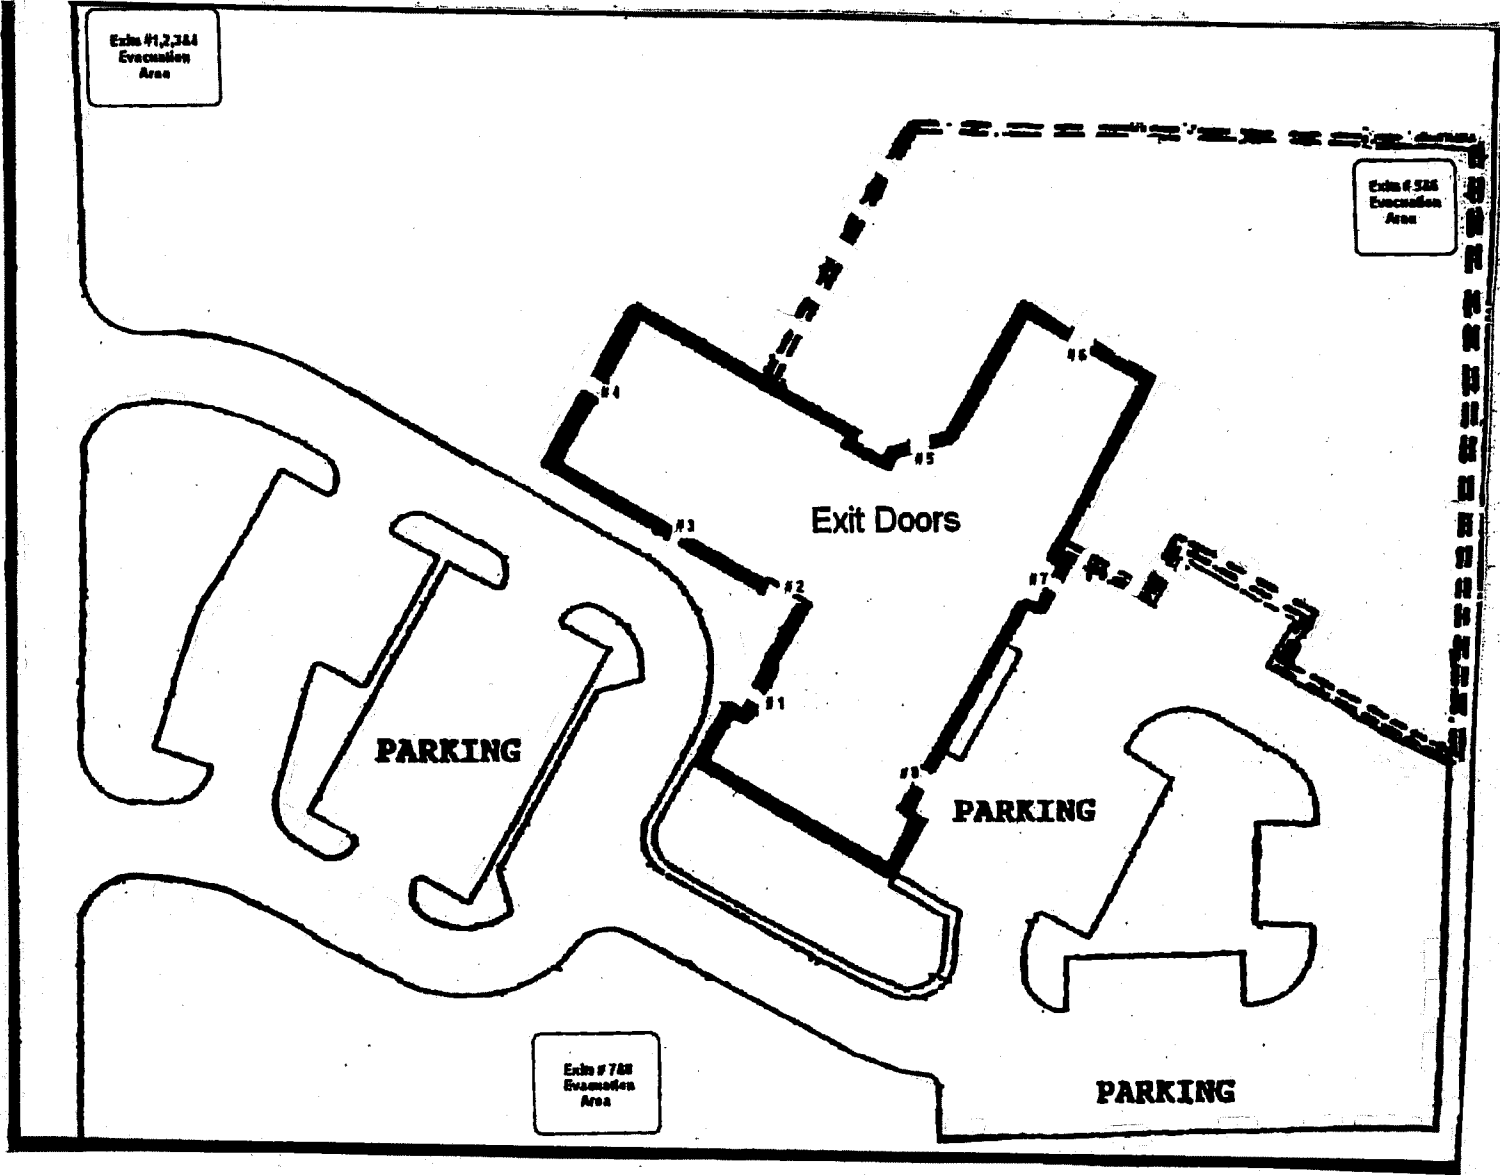 Exits #1,2,3&4
Evacuation
Area
Exits # 5&6
Evacuation
Area
#6
#4
#5
Exit Doors
#3
#7
#2
#1
PARKING
#8
PARKING
Exits # 7&8
Evacuation
Area
PARKING